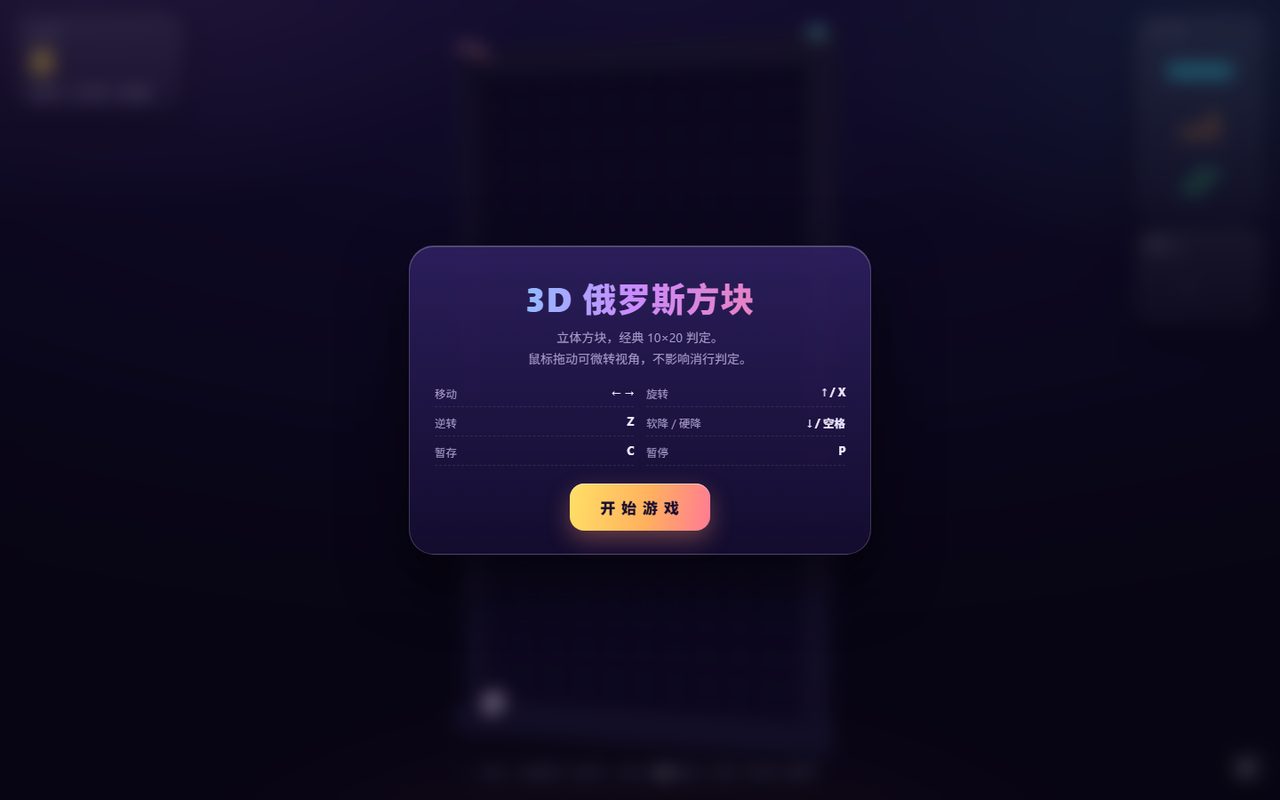 3D 俄罗斯方块
立体方块，经典 10×20 判定。
鼠标拖动可微转视角，不影响消行判定。
移动 ← → 旋转 ↑ / X
逆转 Z 软降 / 硬降 ↓ / 空格
暂存 C 暂停 P
开始游戏